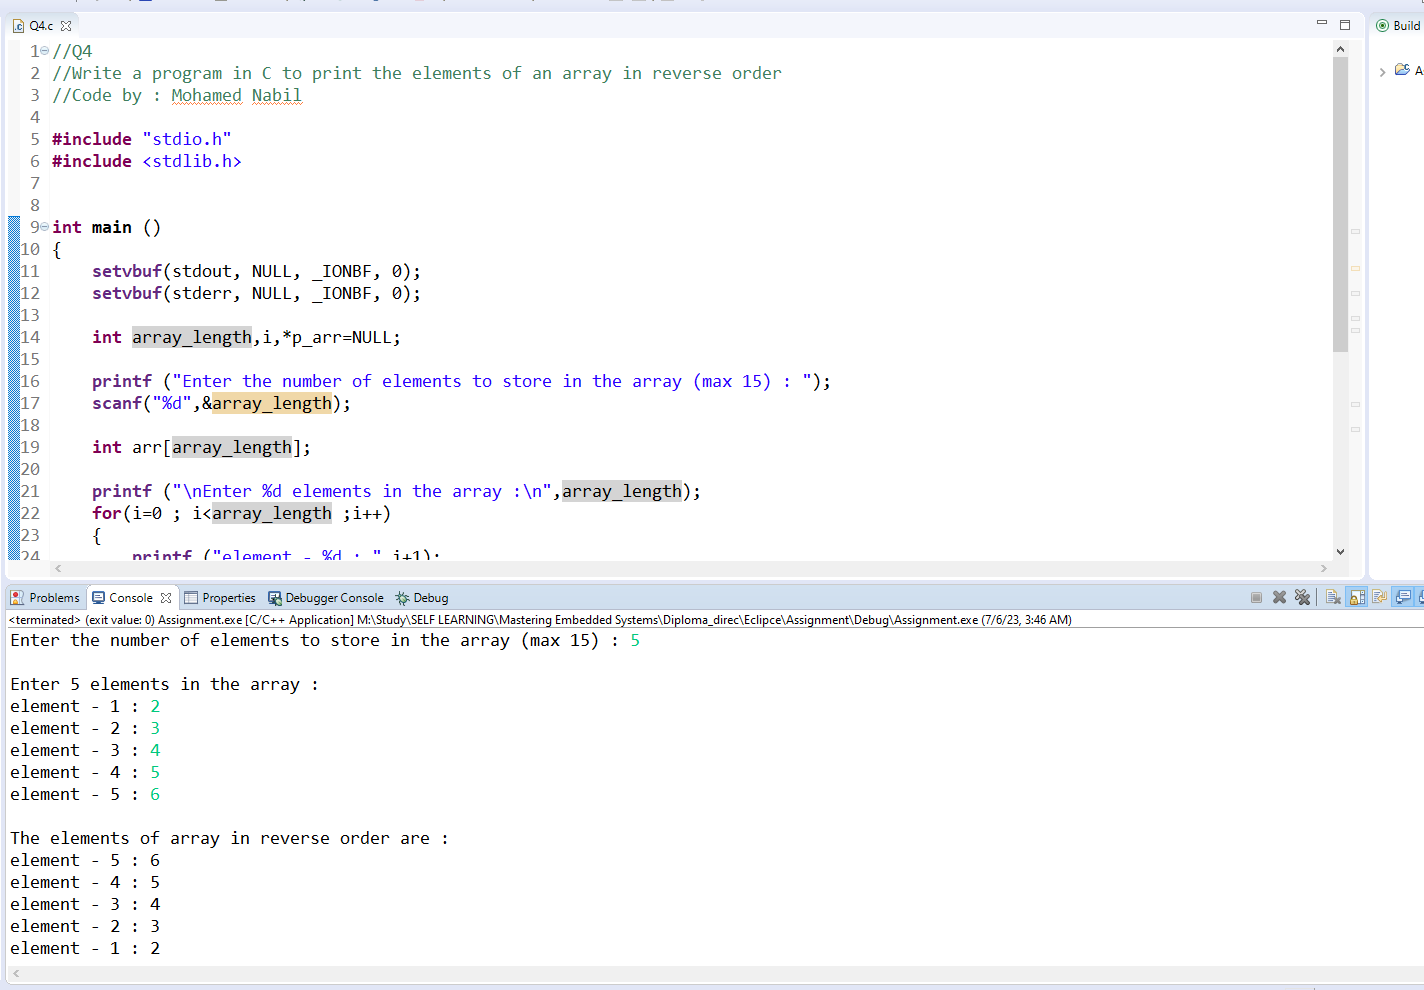 Q4.c
Build
1 //Q4
2 //Write a program in C to print the elements of an array in reverse order
3 //Code by : Mohamed Nabil
4
5 #include "stdio.h"
6 #include <stdlib.h>
7
8
9 int main ()
10 {
11 setvbuf(stdout, NULL, _IONBF, 0);
12 setvbuf(stderr, NULL, _IONBF, 0);
13
14 int array_length,i,*p_arr=NULL;
15
16 printf ("Enter the number of elements to store in the array (max 15) : ");
17 scanf("%d",&array_length);
18
19 int arr[array_length];
20
21 printf ("\nEnter %d elements in the array :\n",array_length);
22 for(i=0 ; i<array_length ;i++)
23 {
24 printf ("element - %d : ",i+1);
Problems Console Properties Debugger Console Debug
<terminated> (exit value: 0) Assignment.exe [C/C++ Application] M:\Study\SELF LEARNING\Mastering Embedded Systems\Diploma_direc\Eclipce\Assignment\Debug\Assignment.exe (7/6/23, 3:46 AM)
Enter the number of elements to store in the array (max 15) : 5
Enter 5 elements in the array :
element - 1 : 2
element - 2 : 3
element - 3 : 4
element - 4 : 5
element - 5 : 6
The elements of array in reverse order are :
element - 5 : 6
element - 4 : 5
element - 3 : 4
element - 2 : 3
element - 1 : 2